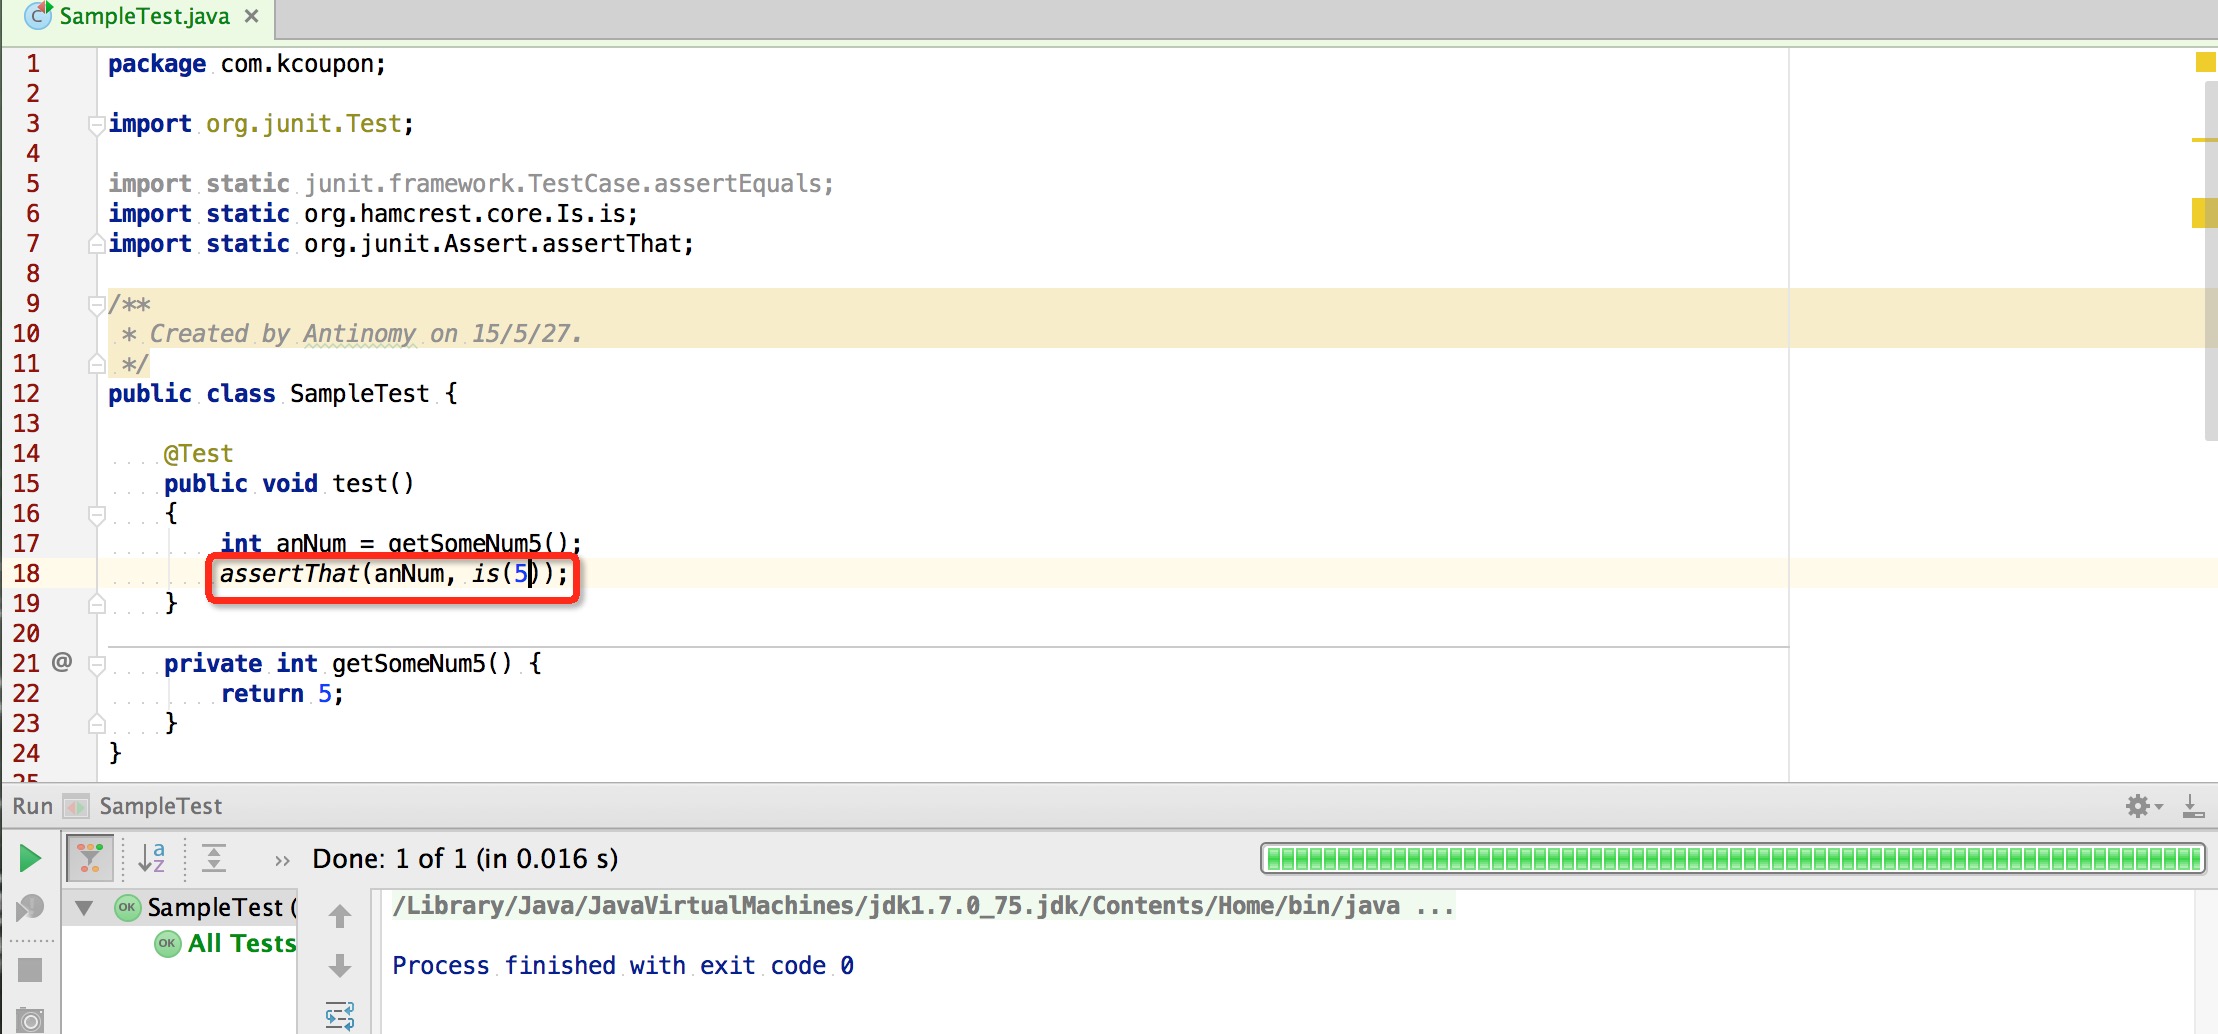 SampleTest.java
1 package com.kcoupon;
2
3 import org.junit.Test;
4
5 import static junit.framework.TestCase.assertEquals;
6 import static org.hamcrest.core.Is.is;
7 import static org.junit.Assert.assertThat;
8
9 /**
10 * Created by Antinomy on 15/5/27.
11 */
12 public class SampleTest {
13
14 @Test
15 public void test()
16 {
17 int anNum = getSomeNum5();
18 assertThat(anNum, is(5));
19 }
20
21 @ private int getSomeNum5() {
22 return 5;
23 }
24 }
25
Run SampleTest
Done: 1 of 1 (in 0.016 s)
OK SampleTest (
OK All Tests
/Library/Java/JavaVirtualMachines/jdk1.7.0_75.jdk/Contents/Home/bin/java ...
Process finished with exit code 0